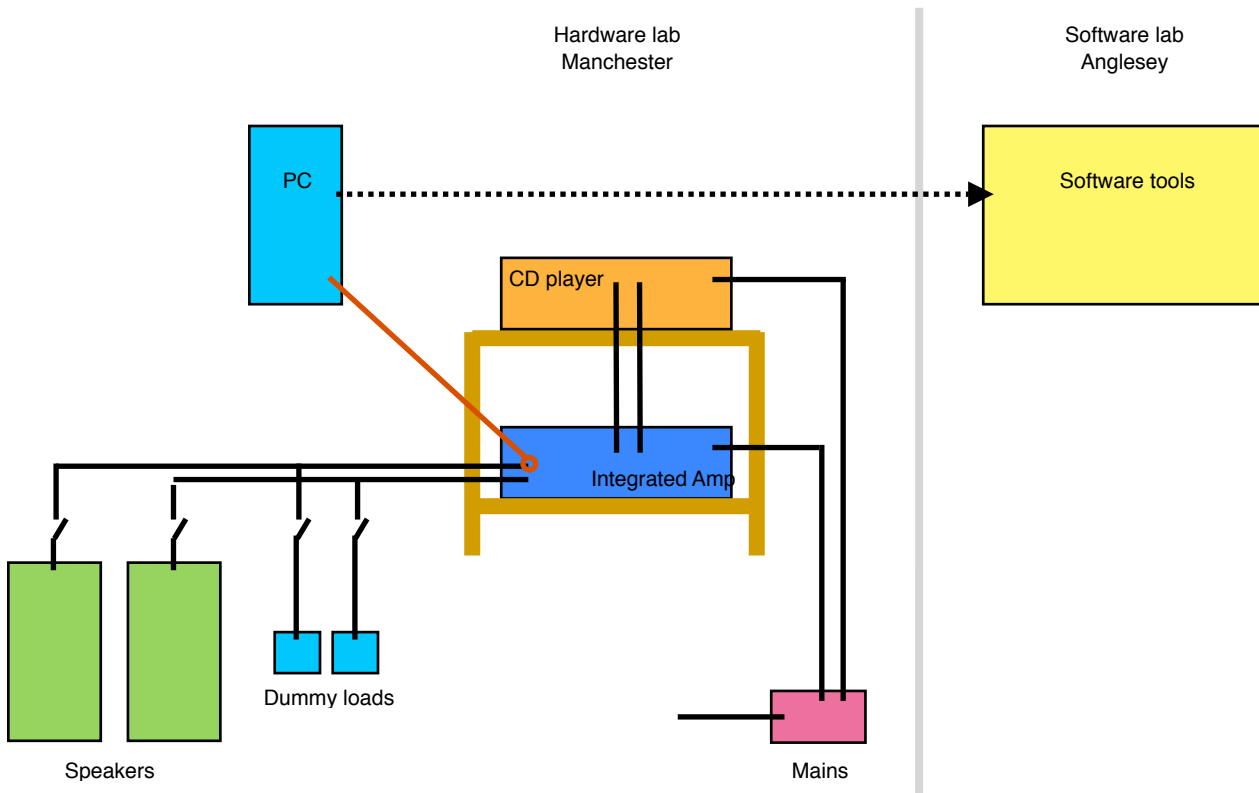 Hardware lab
Manchester
Software lab
Anglesey
PC
Software tools
CD player
Integrated Amp
Dummy loads
Speakers
Mains